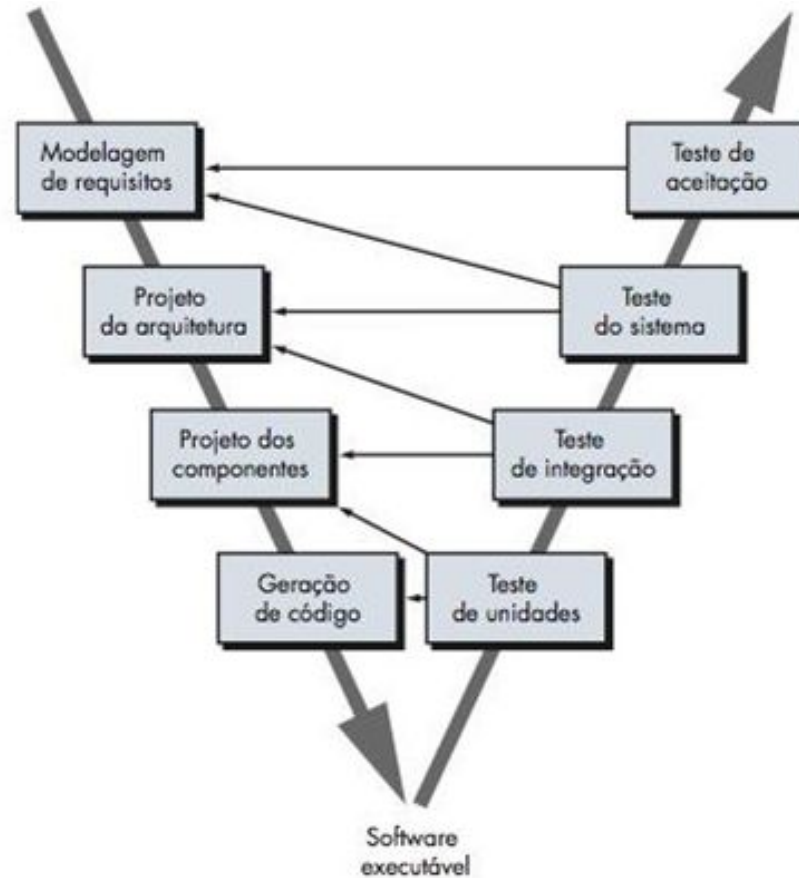 Modelagem
de requisitos
Teste de
aceitação
Projeto
da arquitetura
Teste
do sistema
Projeto dos
componentes
Teste
de integração
Geração
de código
Teste
de unidades
Software
executável